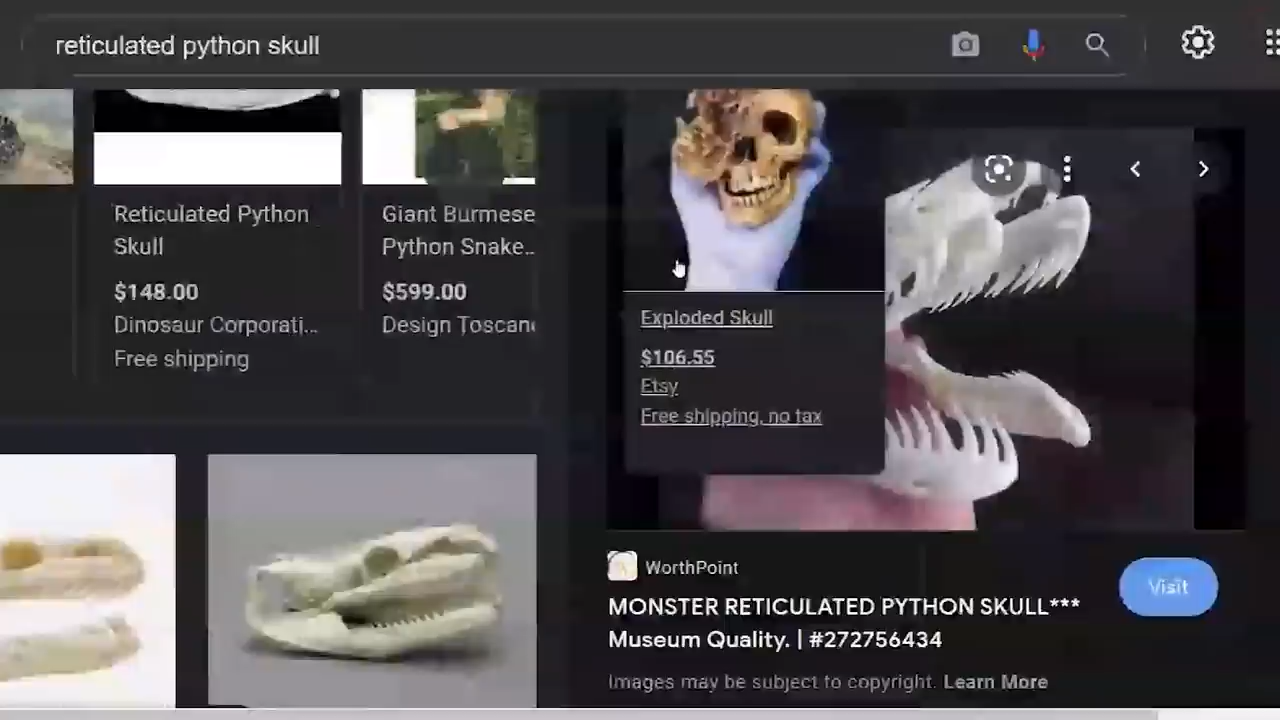 reticulated python skull
Reticulated Python
Skull
$148.00
Dinosaur Corporati...
Free shipping
Giant Burmese
Python Snake..
$599.00
Design Toscan
Exploded Skull
$106.55
Etsy
Free shipping, no tax
WorthPoint
Visit
MONSTER RETICULATED PYTHON SKULL***
Museum Quality. | #272756434
Images may be subject to copyright. Learn More